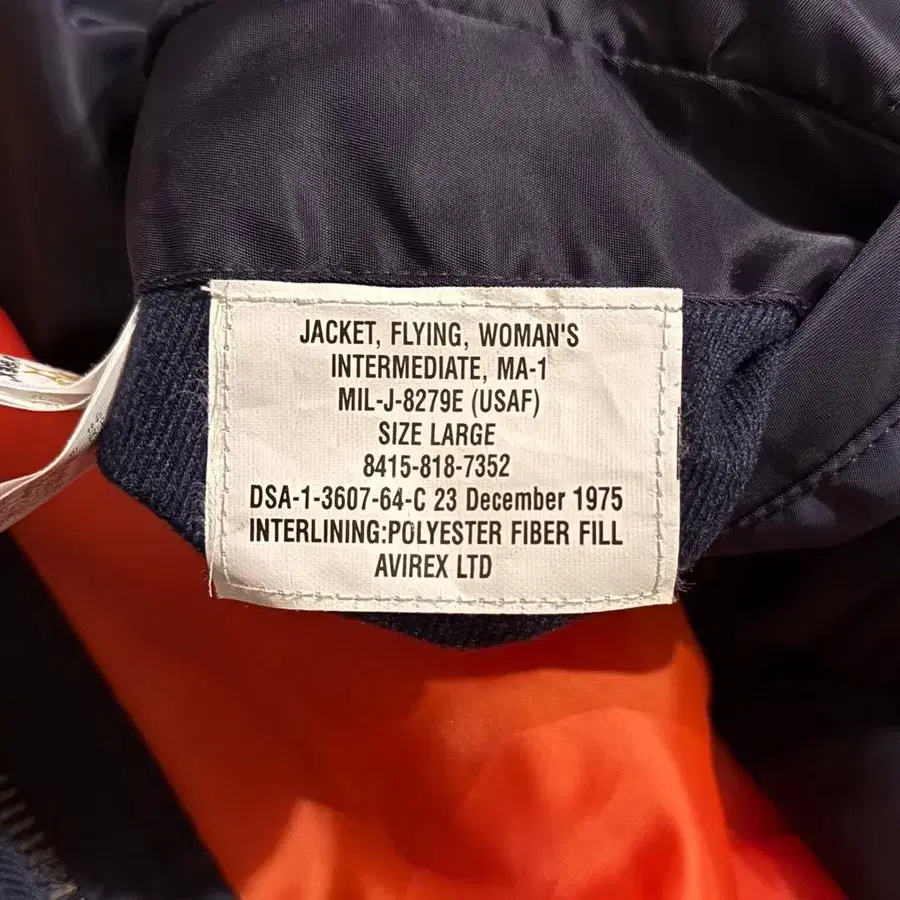 JACKET, FLYING, WOMAN'S
INTERMEDIATE, MA-1
MIL-J-8279E (USAF)
SIZE LARGE
8415-818-7352
DSA-1-3607-64-C 23 December 1975
INTERLINING:POLYESTER FIBER FILL
AVIREX LTD